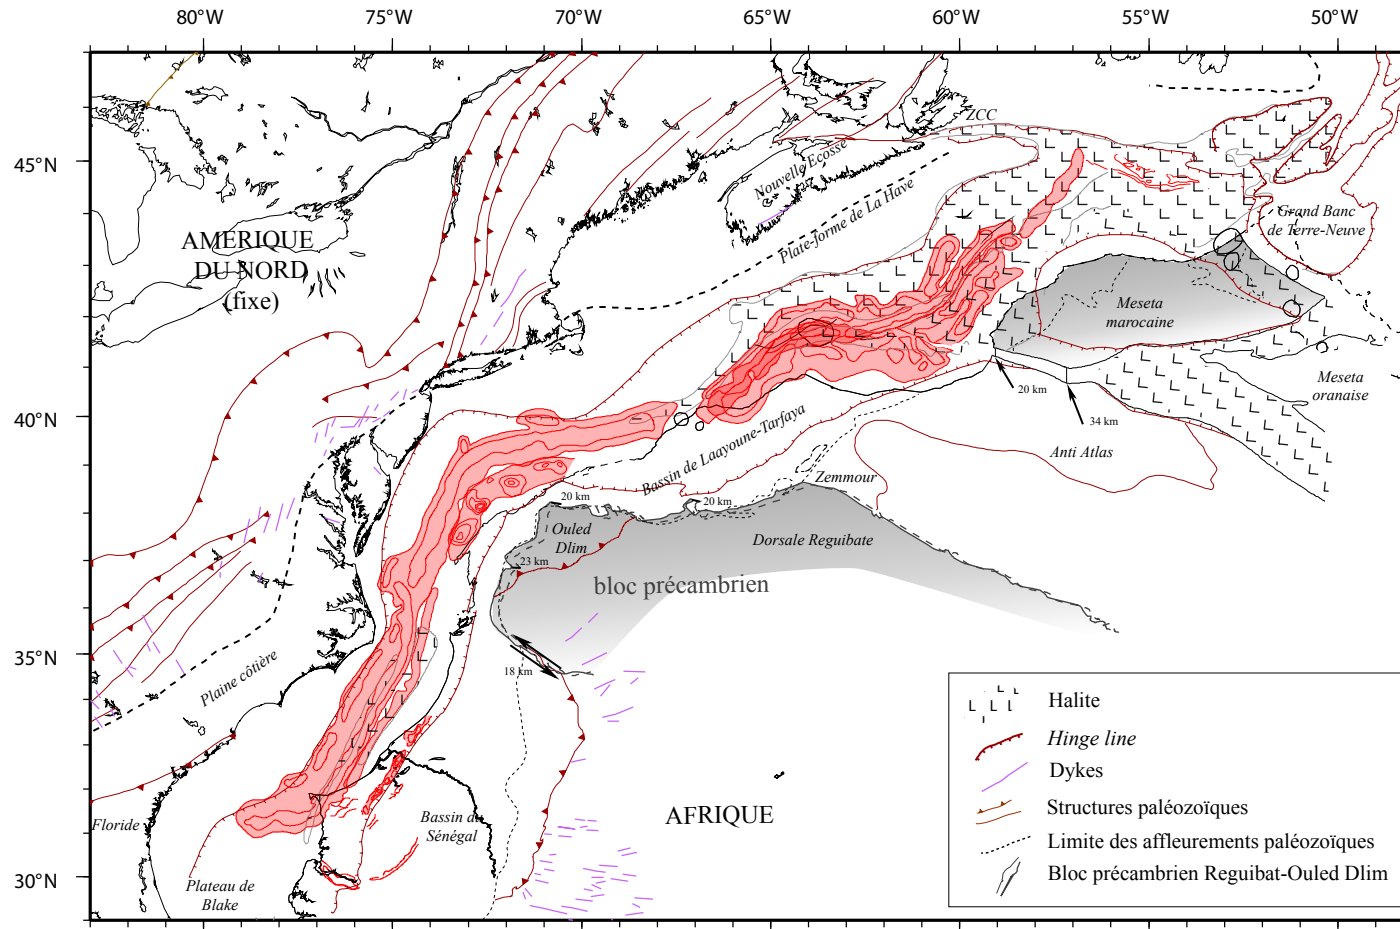 80°W 75°W 70°W 65°W 60°W 55°W 50°W
45°N
40°N
35°N
30°N
ZCC
Nouvelle Ecosse
Plate-forme de La Have
Grand Banc
de Terre-Neuve
AMERIQUE
DU NORD
(fixe)
Meseta
marocaine
Meseta
oranaise
20 km
34 km
Anti Atlas
Bassin de Laayoune-Tarfaya
Zemmour
20 km
20 km
Ouled
Dlim
Dorsale Reguibate
23 km
bloc précambrien
18 km
Plaine côtière
Floride
Bassin du
Sénégal
AFRIQUE
Plateau de
Blake
Halite
Hinge line
Dykes
Structures paléozoïques
Limite des affleurements paléozoïques
Bloc précambrien Reguibat-Ouled Dlim